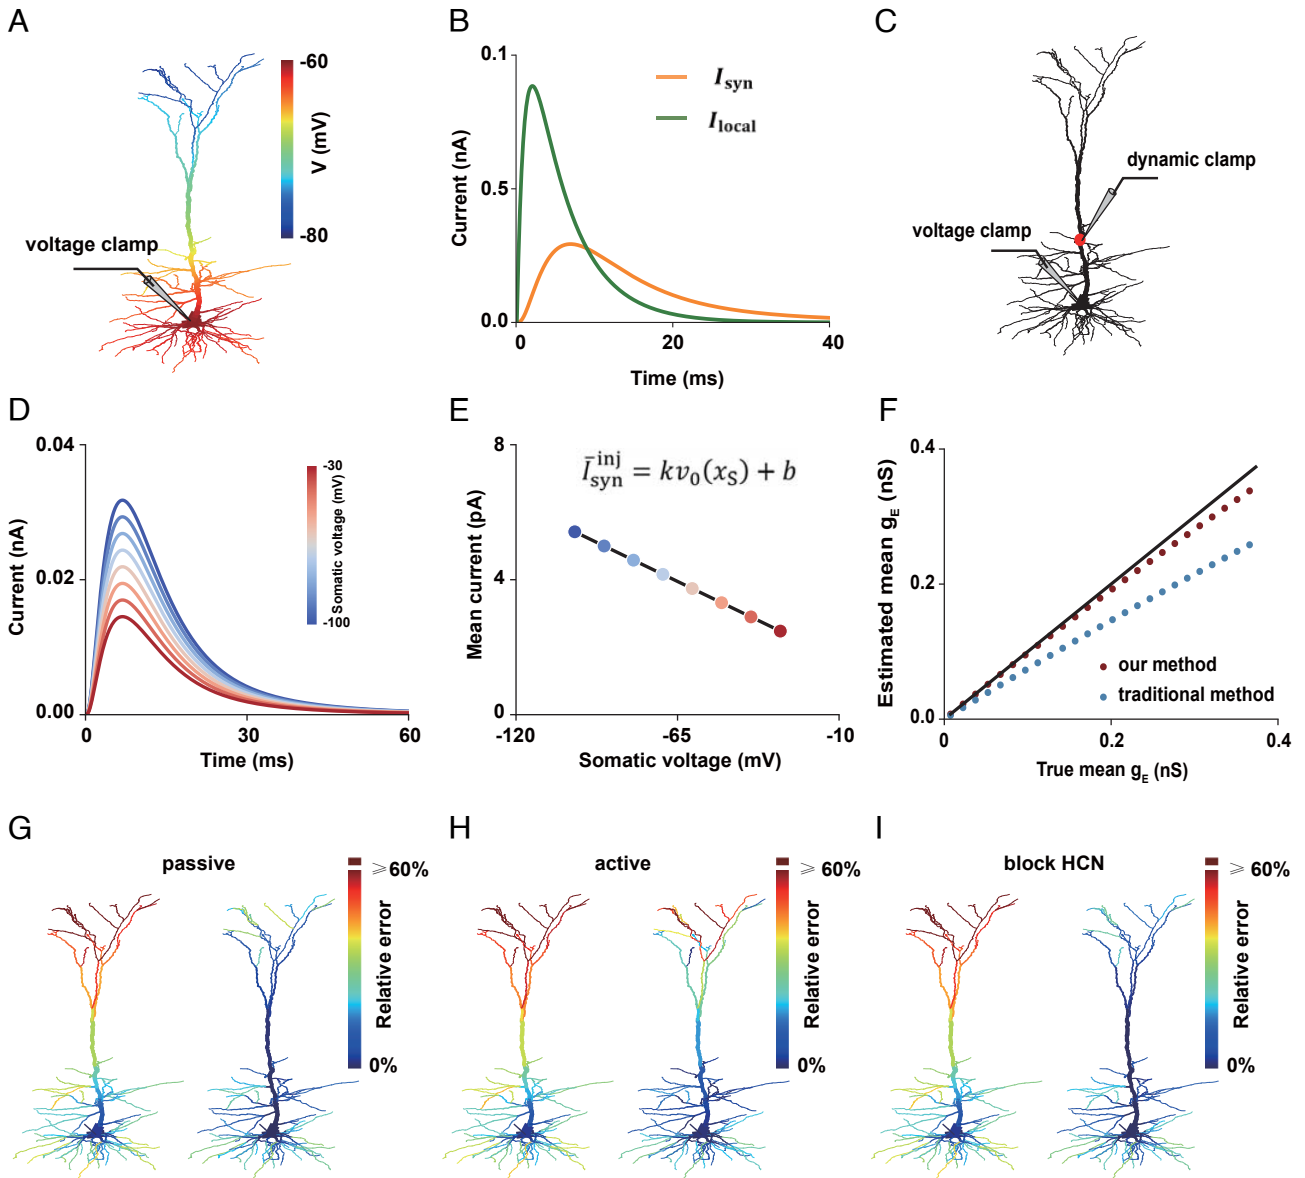 A
-60
V (mV)
-80
voltage clamp
B
0.1
0.5
0.0
Current (nA)
I_syn
I_local
0
20
40
Time (ms)
C
dynamic clamp
voltage clamp
D
0.04
0.02
0.00
Current (nA)
-30
Somatic voltage (mV)
-100
0
30
60
Time (ms)
E
8
4
0
Mean current (pA)
Ī_syn^inj = kv₀(x_S) + b
-120
-65
-10
Somatic voltage (mV)
F
0.4
0.2
0.0
Estimated mean g_E (nS)
our method
traditional method
0
0.2
0.4
True mean g_E (nS)
G
passive
⩾ 60%
Relative error
0%
H
active
⩾ 60%
Relative error
0%
I
block HCN
⩾ 60%
Relative error
0%